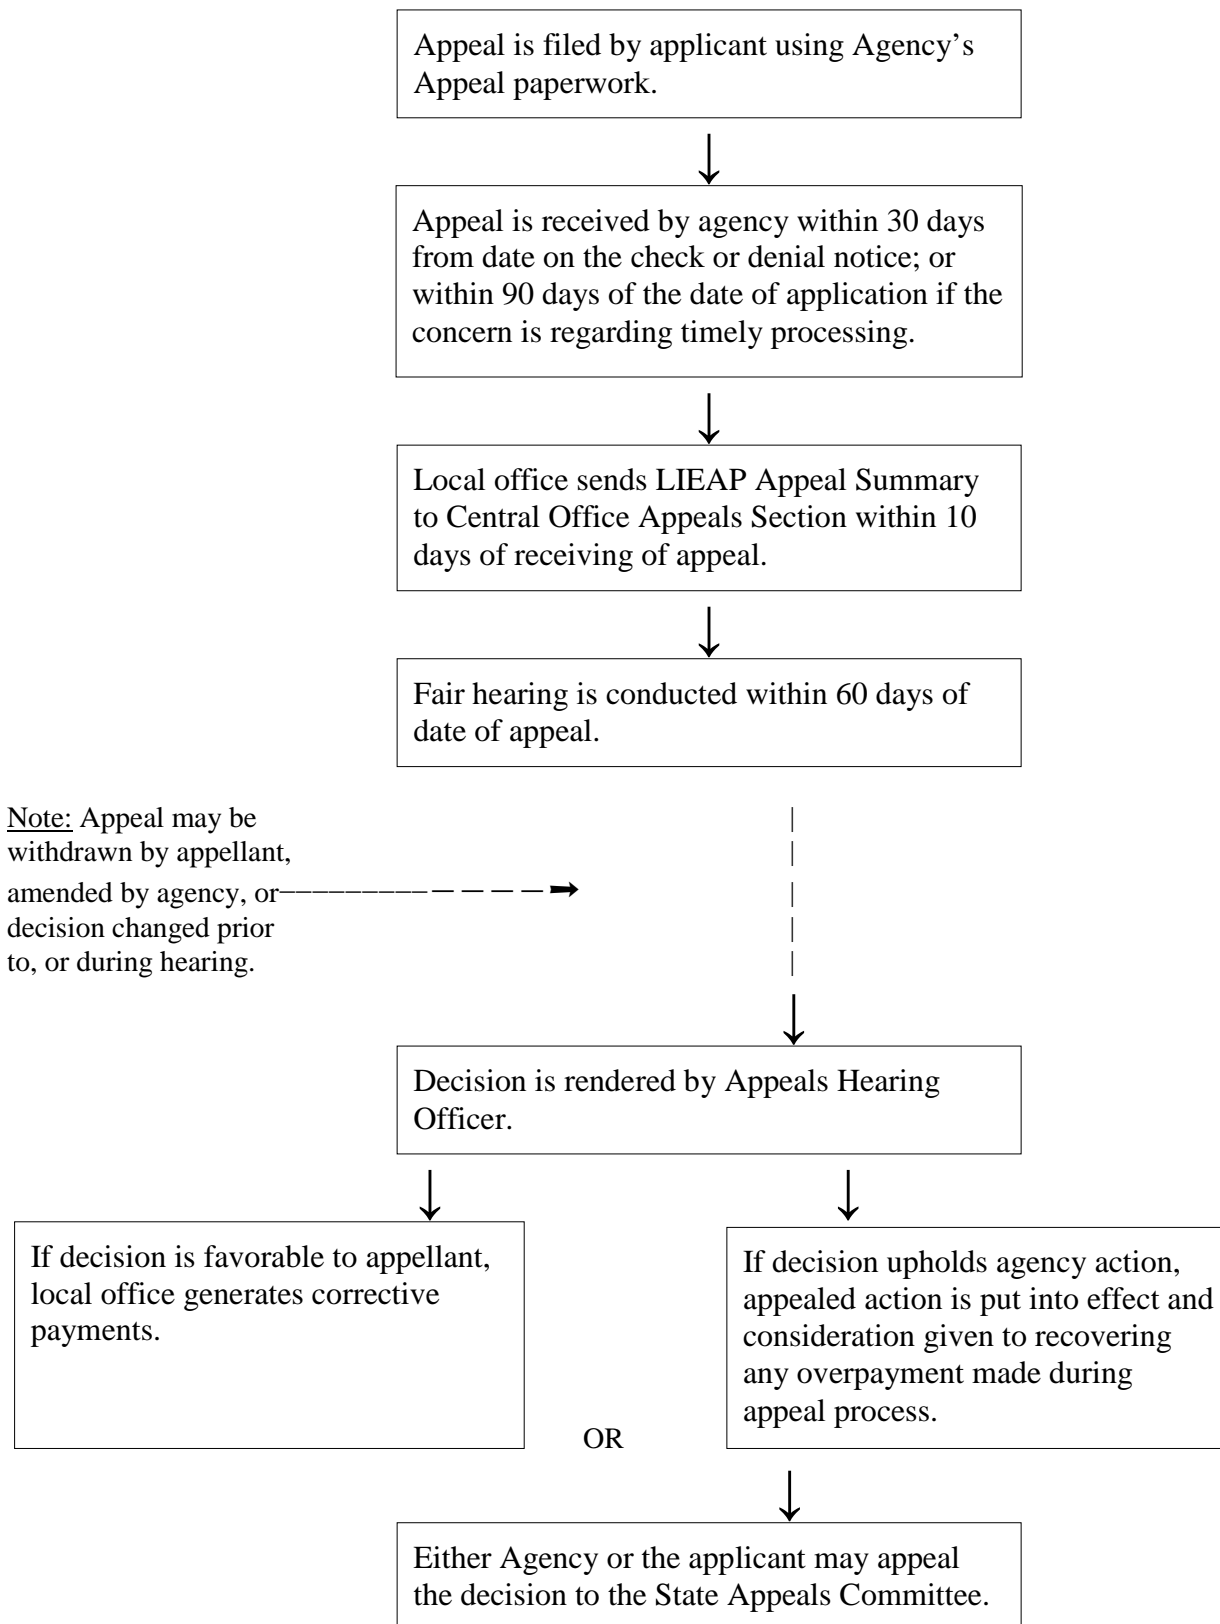 Appeal is filed by applicant using Agency’s
Appeal paperwork.
Appeal is received by agency within 30 days
from date on the check or denial notice; or
within 90 days of the date of application if the
concern is regarding timely processing.
Local office sends LIEAP Appeal Summary
to Central Office Appeals Section within 10
days of receiving of appeal.
Fair hearing is conducted within 60 days of
date of appeal.
Note: Appeal may be
withdrawn by appellant,
amended by agency, or
decision changed prior
to, or during hearing.
Decision is rendered by Appeals Hearing
Officer.
If decision is favorable to appellant,
local office generates corrective
payments.
If decision upholds agency action,
appealed action is put into effect and
consideration given to recovering
any overpayment made during
appeal process.
OR
Either Agency or the applicant may appeal
the decision to the State Appeals Committee.